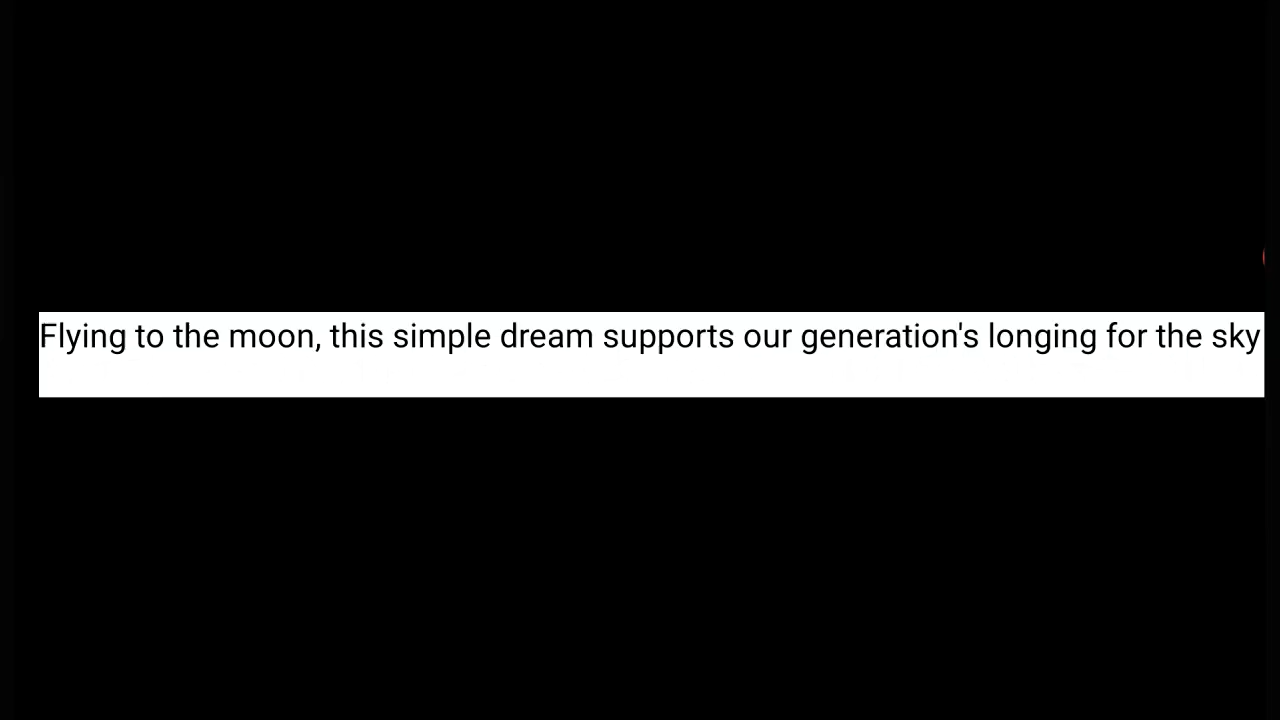 Flying to the moon, this simple dream supports our generation's longing for the sky